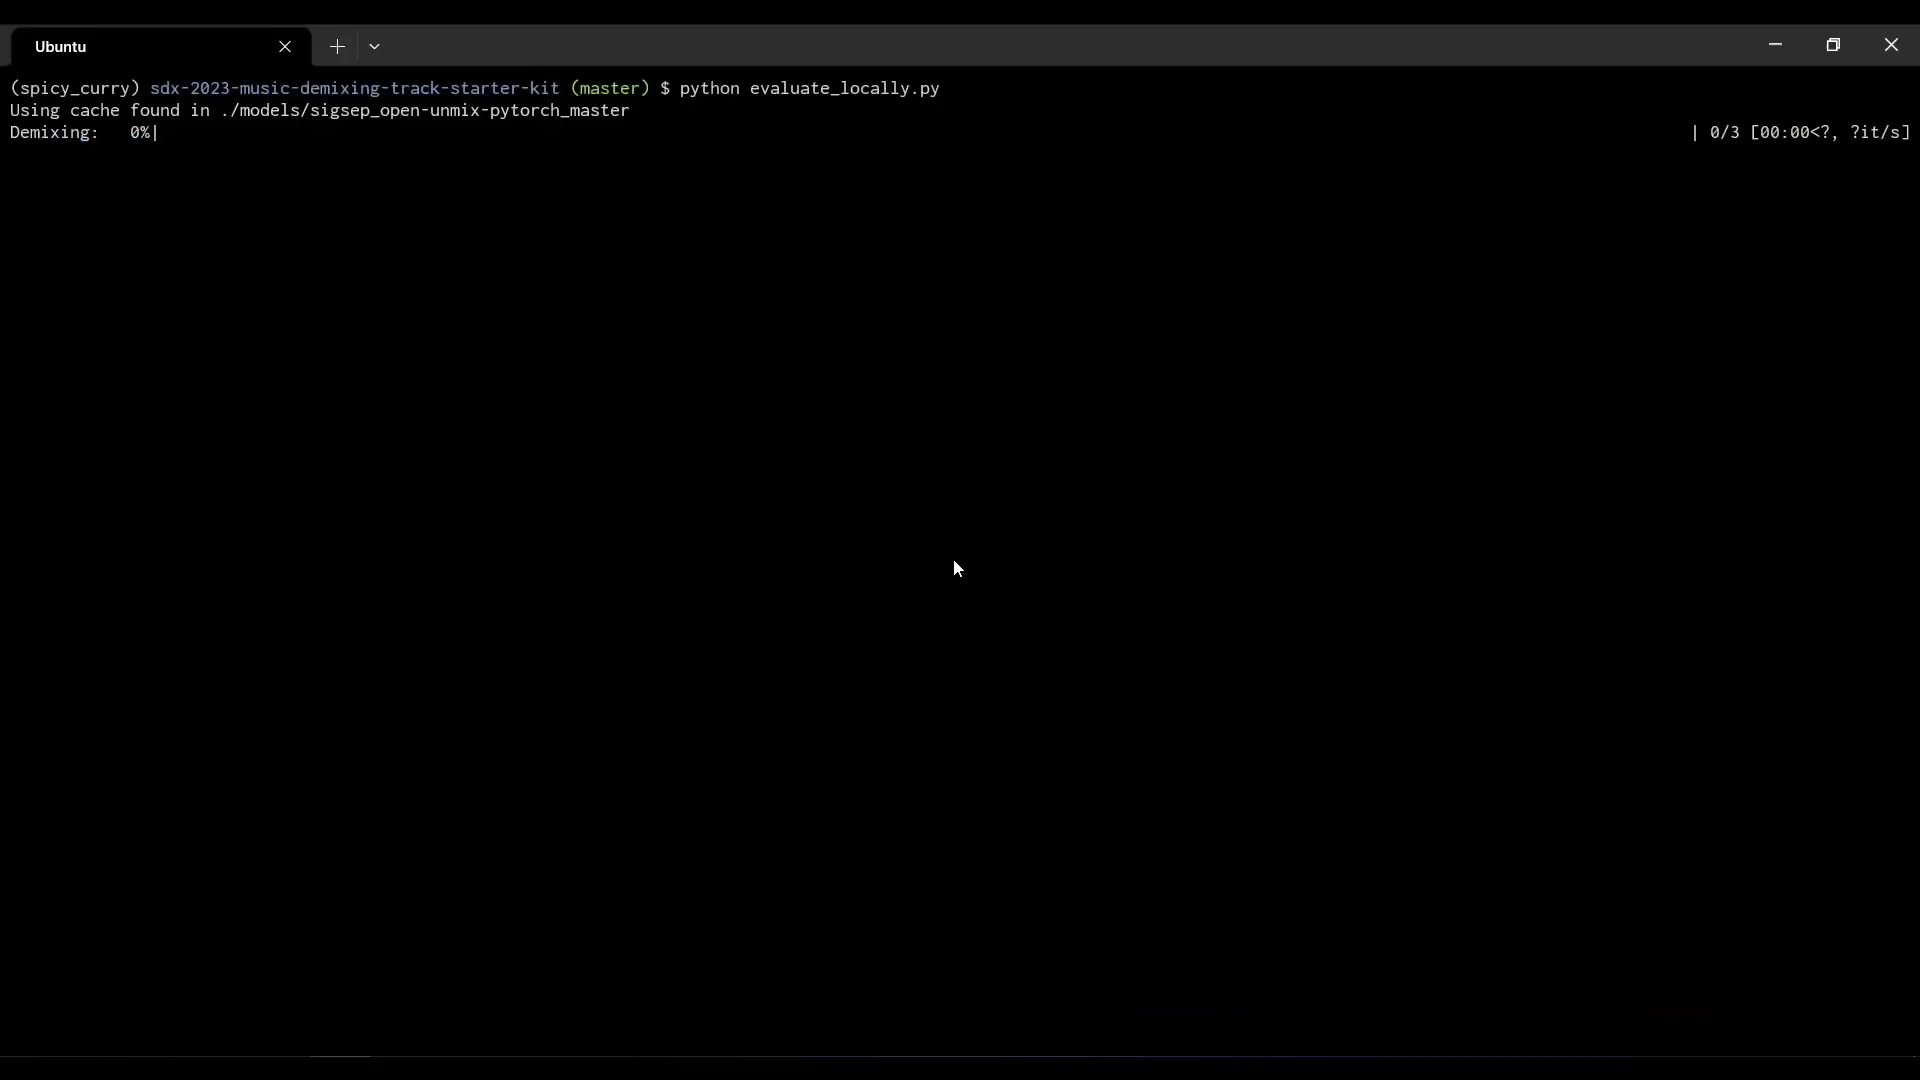 Ubuntu
(spicy_curry) sdx-2023-music-demixing-track-starter-kit (master) $ python evaluate_locally.py
Using cache found in ./models/sigsep_open-unmix-pytorch_master
Demixing:   0%|                                                                                | 0/3 [00:00<?, ?it/s]